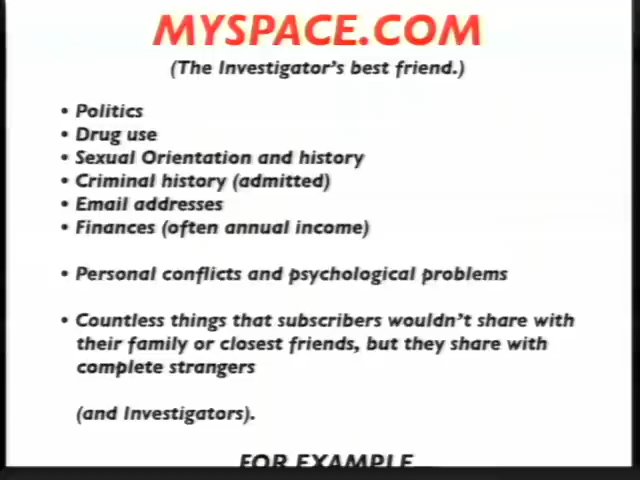 MYSPACE.COM
(The Investigator's best friend.)
• Politics
• Drug use
• Sexual Orientation and history
• Criminal history (admitted)
• Email addresses
• Finances (often annual income)
• Personal conflicts and psychological problems
• Countless things that subscribers wouldn't share with
their family or closest friends, but they share with
complete strangers
(and Investigators).
FOR EXAMPLE